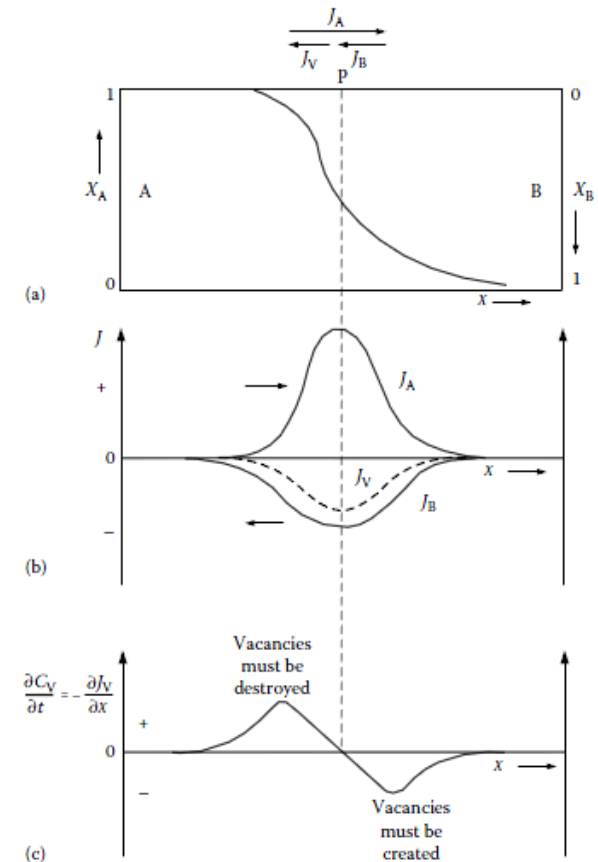 J_A
J_V J_B
P
1 0
X_A A B X_B
0 1
x
(a)
J
+
J_A
0
x
J_V
J_B
–
(b)
Vacancies
must be
destroyed
∂C_V/∂t = – ∂J_V/∂x
+
0
x
–
Vacancies
must be
created
(c)